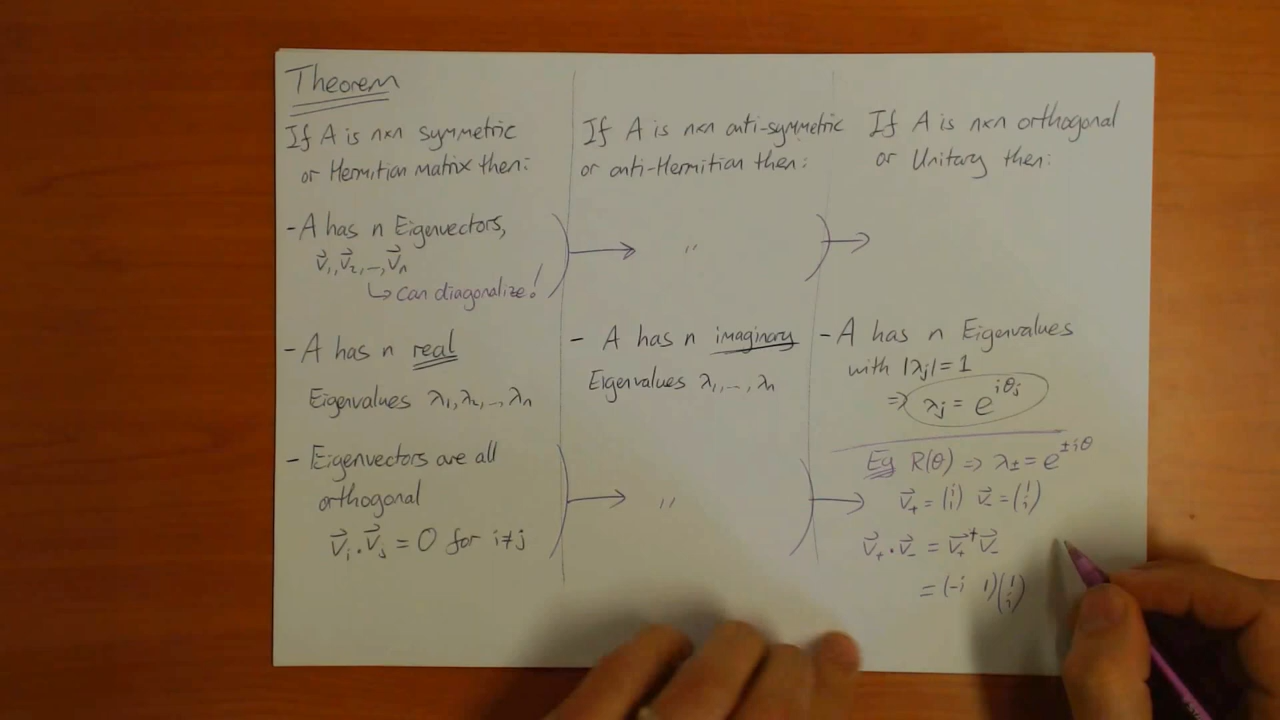 Theorem
If A is n×n symmetric
or Hermitian matrix then:
- A has n Eigenvectors,
v⃗₁, v⃗₂, ..., v⃗ₙ
↳ can diagonalize!
- A has n real
Eigenvalues λ₁, λ₂, .., λₙ
- Eigenvectors are all
orthogonal
v⃗ᵢ · v⃗ⱼ = 0 for i≠j
If A is n×n anti-symmetric
or anti-Hermitian then:
→ "
- A has n imaginary
Eigenvalues λ₁, ..., λₙ
→ "
If A is n×n orthogonal
or Unitary then:
→
- A has n Eigenvalues
with |λⱼ| = 1
⇒ λⱼ = e^{iθⱼ}
Eg R(θ) ⇒ λ± = e^{±iθ}
v⃗₊ = (i 1) v⃗₋ = (1 i)
→
v⃗₊ · v⃗₋ = v⃗₊† v⃗₋
= (-i 1)(1 i)